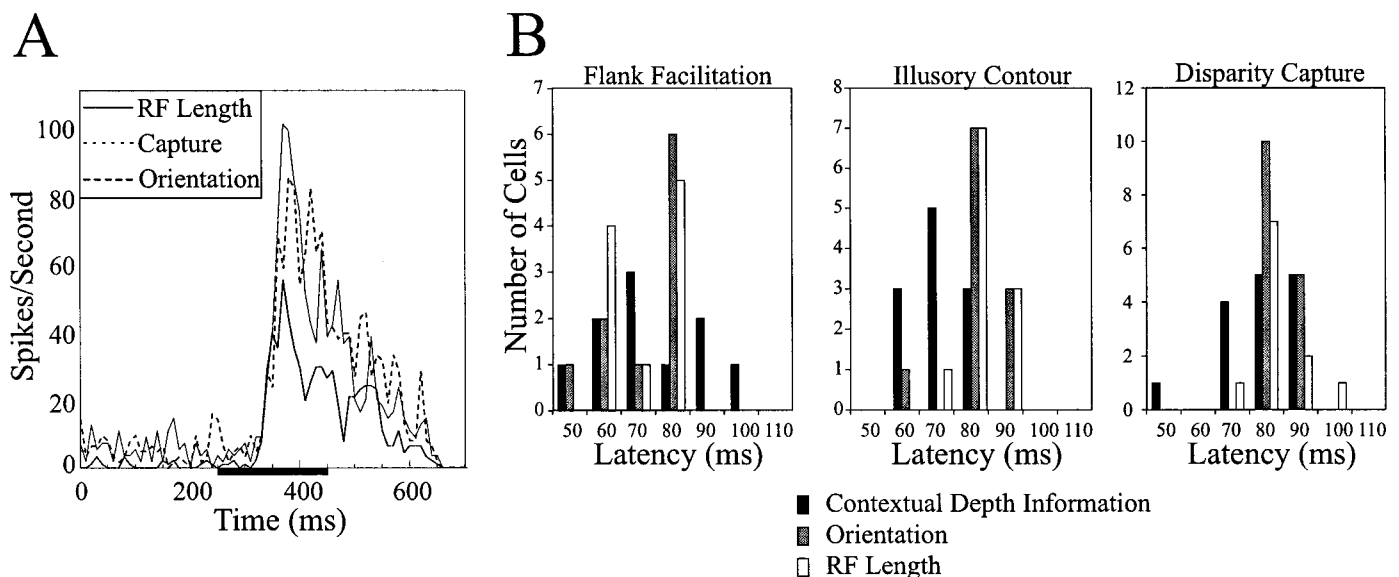 A
RF Length
Capture
Orientation
100
80
60
40
20
0
Spikes/Second
0 200 400 600
Time (ms)
B
Flank Facilitation
7
6
5
4
3
2
1
0
Number of Cells
50 60 70 80 90 100 110
Latency (ms)
Illusory Contour
8
7
6
5
4
3
2
1
0
50 60 70 80 90 100 110
Latency (ms)
Disparity Capture
12
10
8
6
4
2
0
50 60 70 80 90 100 110
Latency (ms)
Contextual Depth Information
Orientation
RF Length